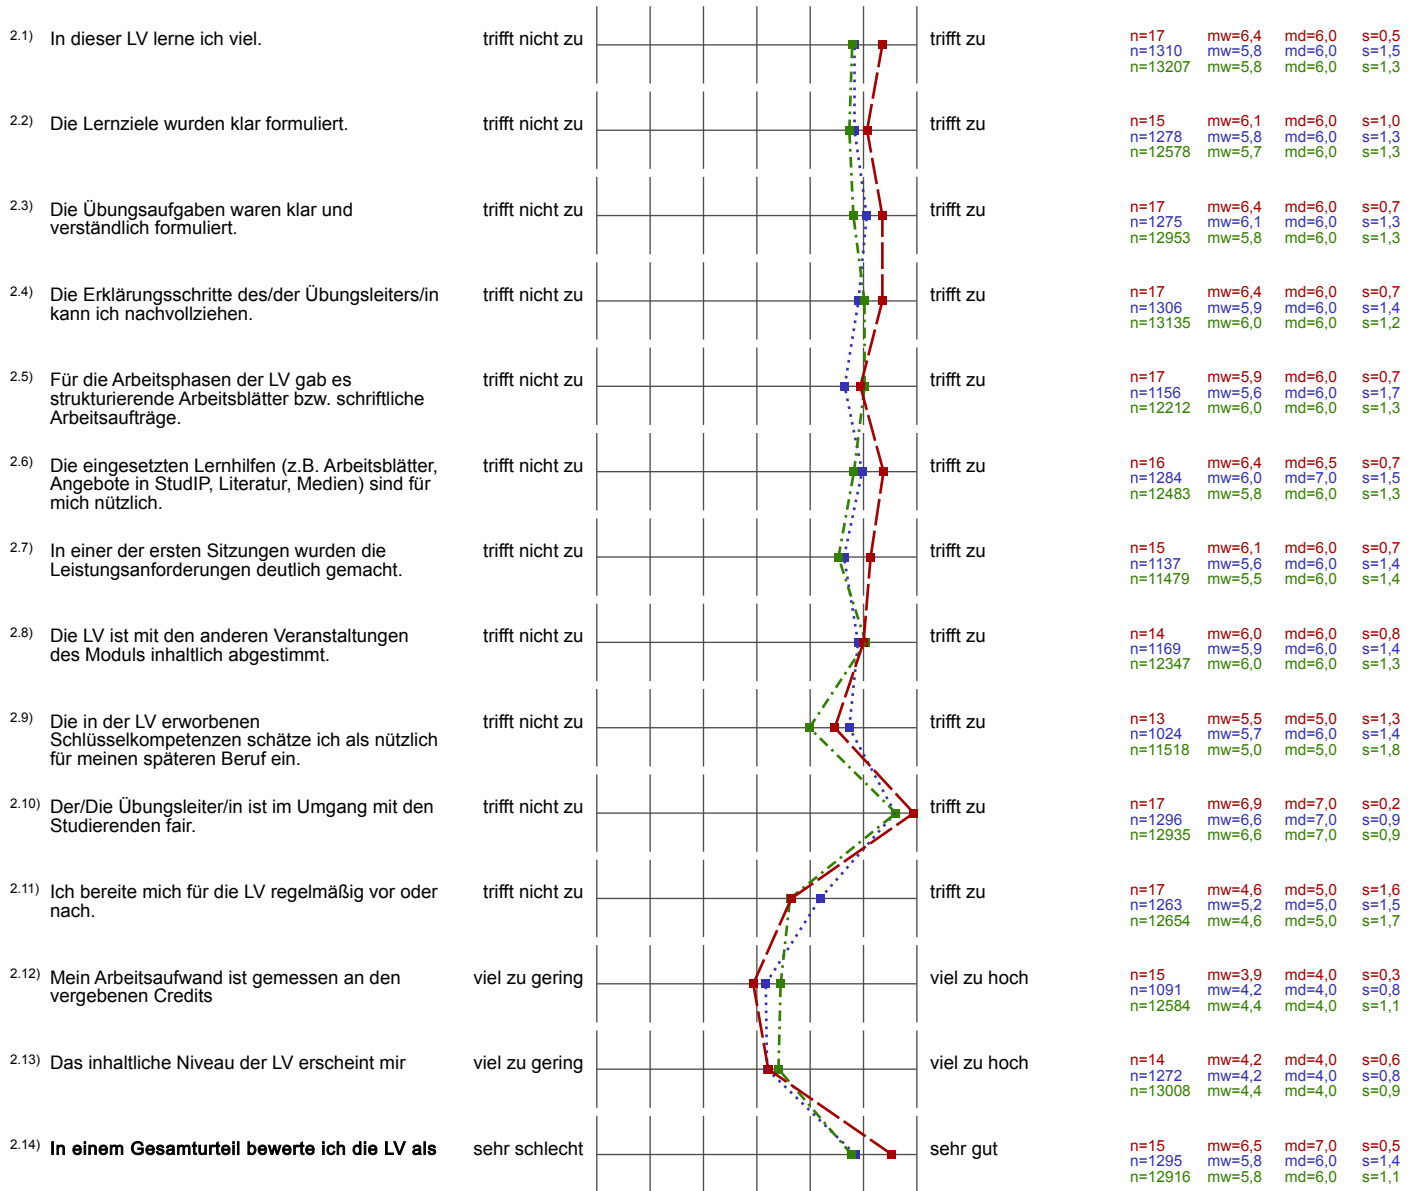 2.1) In dieser LV lerne ich viel. trifft nicht zu trifft zu n=17 mw=6,4 md=6,0 s=0,5
n=1310 mw=5,8 md=6,0 s=1,5
n=13207 mw=5,8 md=6,0 s=1,3
2.2) Die Lernziele wurden klar formuliert. trifft nicht zu trifft zu n=15 mw=6,1 md=6,0 s=1,0
n=1278 mw=5,8 md=6,0 s=1,3
n=12578 mw=5,7 md=6,0 s=1,3
2.3) Die Übungsaufgaben waren klar und trifft nicht zu trifft zu n=17 mw=6,4 md=6,0 s=0,7
verständlich formuliert. n=1275 mw=6,1 md=6,0 s=1,3
n=12953 mw=5,8 md=6,0 s=1,3
2.4) Die Erklärungsschritte des/der Übungsleiters/in trifft nicht zu trifft zu n=17 mw=6,4 md=6,0 s=0,7
kann ich nachvollziehen. n=1306 mw=5,9 md=6,0 s=1,4
n=13135 mw=6,0 md=6,0 s=1,2
2.5) Für die Arbeitsphasen der LV gab es trifft nicht zu trifft zu n=17 mw=5,9 md=6,0 s=0,7
strukturierende Arbeitsblätter bzw. schriftliche n=1156 mw=5,6 md=6,0 s=1,7
Arbeitsaufträge. n=12212 mw=6,0 md=6,0 s=1,3
2.6) Die eingesetzten Lernhilfen (z.B. Arbeitsblätter, trifft nicht zu trifft zu n=16 mw=6,4 md=6,5 s=0,7
Angebote in StudIP, Literatur, Medien) sind für n=1284 mw=6,0 md=7,0 s=1,5
mich nützlich. n=12483 mw=5,8 md=6,0 s=1,3
2.7) In einer der ersten Sitzungen wurden die trifft nicht zu trifft zu n=15 mw=6,1 md=6,0 s=0,7
Leistungsanforderungen deutlich gemacht. n=1137 mw=5,6 md=6,0 s=1,4
n=11479 mw=5,5 md=6,0 s=1,4
2.8) Die LV ist mit den anderen Veranstaltungen trifft nicht zu trifft zu n=14 mw=6,0 md=6,0 s=0,8
des Moduls inhaltlich abgestimmt. n=1169 mw=5,9 md=6,0 s=1,4
n=12347 mw=6,0 md=6,0 s=1,3
2.9) Die in der LV erworbenen trifft nicht zu trifft zu n=13 mw=5,5 md=5,0 s=1,3
Schlüsselkompetenzen schätze ich als nützlich n=1024 mw=5,7 md=6,0 s=1,4
für meinen späteren Beruf ein. n=11518 mw=5,0 md=5,0 s=1,8
2.10) Der/Die Übungsleiter/in ist im Umgang mit den trifft nicht zu trifft zu n=17 mw=6,9 md=7,0 s=0,2
Studierenden fair. n=1296 mw=6,6 md=7,0 s=0,9
n=12935 mw=6,6 md=7,0 s=0,9
2.11) Ich bereite mich für die LV regelmäßig vor oder trifft nicht zu trifft zu n=17 mw=4,6 md=5,0 s=1,6
nach. n=1263 mw=5,2 md=5,0 s=1,5
n=12654 mw=4,6 md=5,0 s=1,7
2.12) Mein Arbeitsaufwand ist gemessen an den viel zu gering viel zu hoch n=15 mw=3,9 md=4,0 s=0,3
vergebenen Credits n=1091 mw=4,2 md=4,0 s=0,8
n=12584 mw=4,4 md=4,0 s=1,1
2.13) Das inhaltliche Niveau der LV erscheint mir viel zu gering viel zu hoch n=14 mw=4,2 md=4,0 s=0,6
n=1272 mw=4,2 md=4,0 s=0,8
n=13008 mw=4,4 md=4,0 s=0,9
2.14) In einem Gesamturteil bewerte ich die LV als sehr schlecht sehr gut n=15 mw=6,5 md=7,0 s=0,5
n=1295 mw=5,8 md=6,0 s=1,4
n=12916 mw=5,8 md=6,0 s=1,1